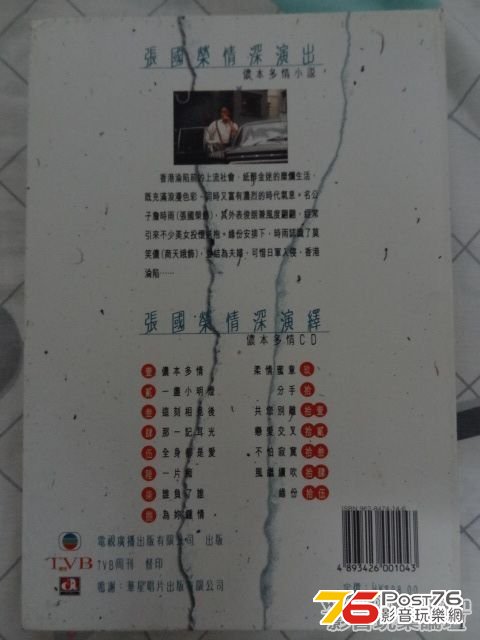 張國榮情深演出
儂本多情小說
香港淪陷前的上流社會，紙醉金迷的糜爛生活，
既充滿浪漫色彩，同時又富有濃烈的時代氣息。名公
子詹時雨(張國榮飾)，其外表俊朗兼風度翩翩，經常
引來不少美女投懷送抱。緣份安排下，時雨認識了莫
笑儂(商天娥飾)，並結為夫婦，可惜日軍入侵，香港
淪陷……
張國榮情深演繹
儂本多情CD
壹 儂本多情
貳 一盞小明燈
叁 這刻相見後
肆 那一記耳光
伍 全身都是愛
陸 一片痴
柒 誰負了誰
捌 為妳鍾情
柔情蜜意 玖
分手 拾
共您別離 拾壹
戀愛交叉 拾貳
不怕寂寞 拾叁
風繼續吹 拾肆
緣份 拾伍
電視廣播出版有限公司 出版
TVB TVB周刊 督印
鳴謝：華星唱片出版有限公司
4893426001043
定價：
Post76
影音玩樂網